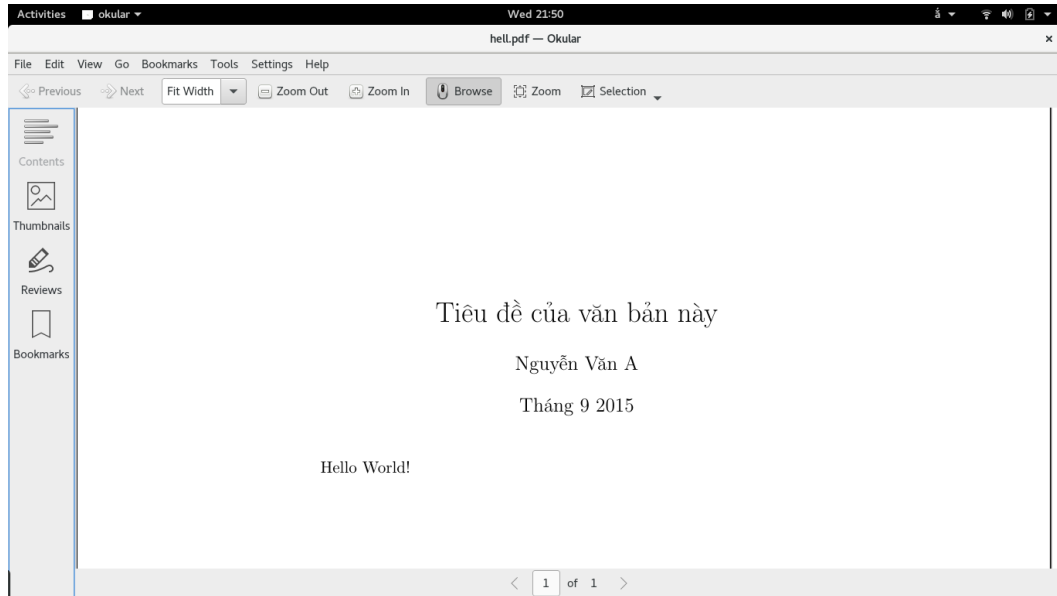 Activities okular Wed 21:50 ắ
hell.pdf — Okular
File Edit View Go Bookmarks Tools Settings Help
Previous Next Fit Width Zoom Out Zoom In Browse Zoom Selection
Contents
Thumbnails
Reviews
Bookmarks
Tiêu đề của văn bản này
Nguyễn Văn A
Tháng 9 2015
Hello World!
1 of 1